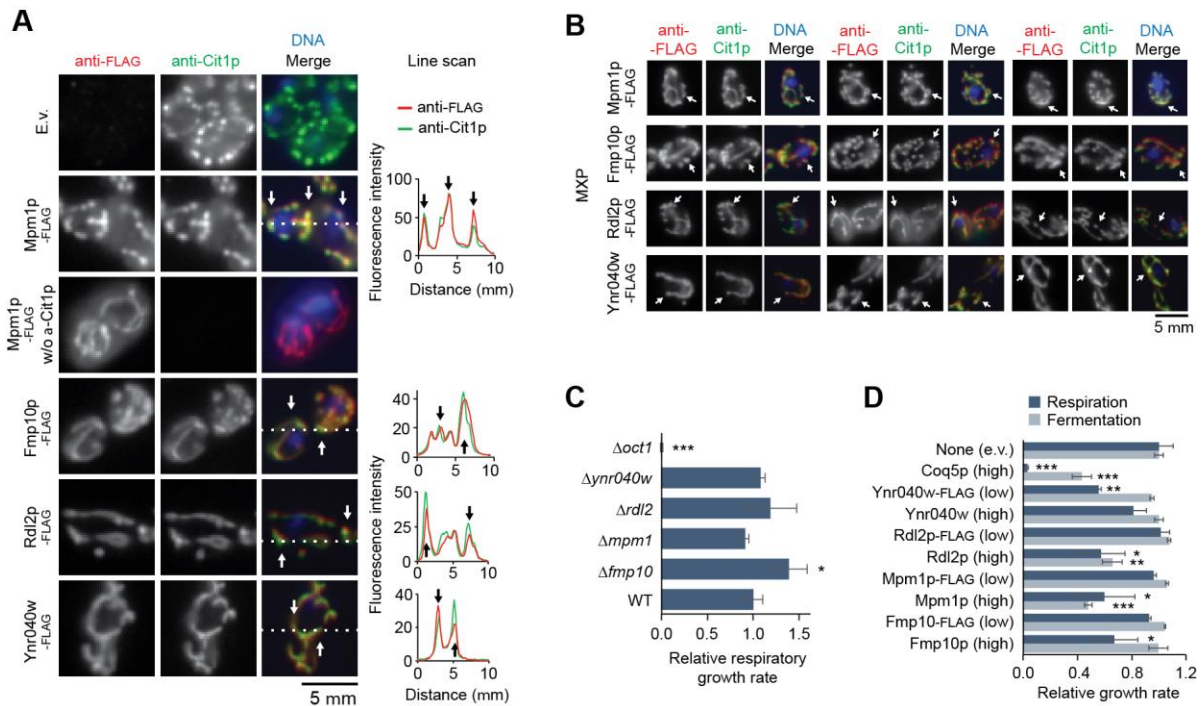 A
anti-FLAG
anti-Cit1p
DNA
Merge
Line scan
anti-FLAG
anti-Cit1p
E.v.
Mpm1p
-FLAG
Mpm1p
-FLAG
w/o a-Cit1p
Fmp10p
-FLAG
Rdl2p
-FLAG
Ynr040w
-FLAG
5 mm
Fluorescence intensity
100
50
0
0 5 10
Distance (mm)
Fluorescence intensity
40
20
0
0 5 10
50
25
0
0 5 10
40
20
0
0 5 10
Distance (mm)
B
anti-
-FLAG
anti-
Cit1p
DNA
Merge
anti-
-FLAG
anti-
Cit1p
DNA
Merge
anti-
-FLAG
anti-
Cit1p
DNA
Merge
MXP
Mpm1p
-FLAG
Fmp10p
-FLAG
Rdl2p
-FLAG
Ynr040w
-FLAG
5 mm
C
Δoct1
***
Δynr040w
Δrdl2
Δmpm1
Δfmp10
*
WT
0.0 0.5 1.0 1.5
Relative respiratory
growth rate
D
Respiration
Fermentation
None (e.v.)
Coq5p (high)
***
***
Ynr040w-FLAG (low)
**
Ynr040w (high)
Rdl2p-FLAG (low)
Rdl2p (high)
*
**
Mpm1p-FLAG (low)
Mpm1p (high)
*
***
Fmp10-FLAG (low)
Fmp10p (high)
*
0.0 0.4 0.8 1.2
Relative growth rate